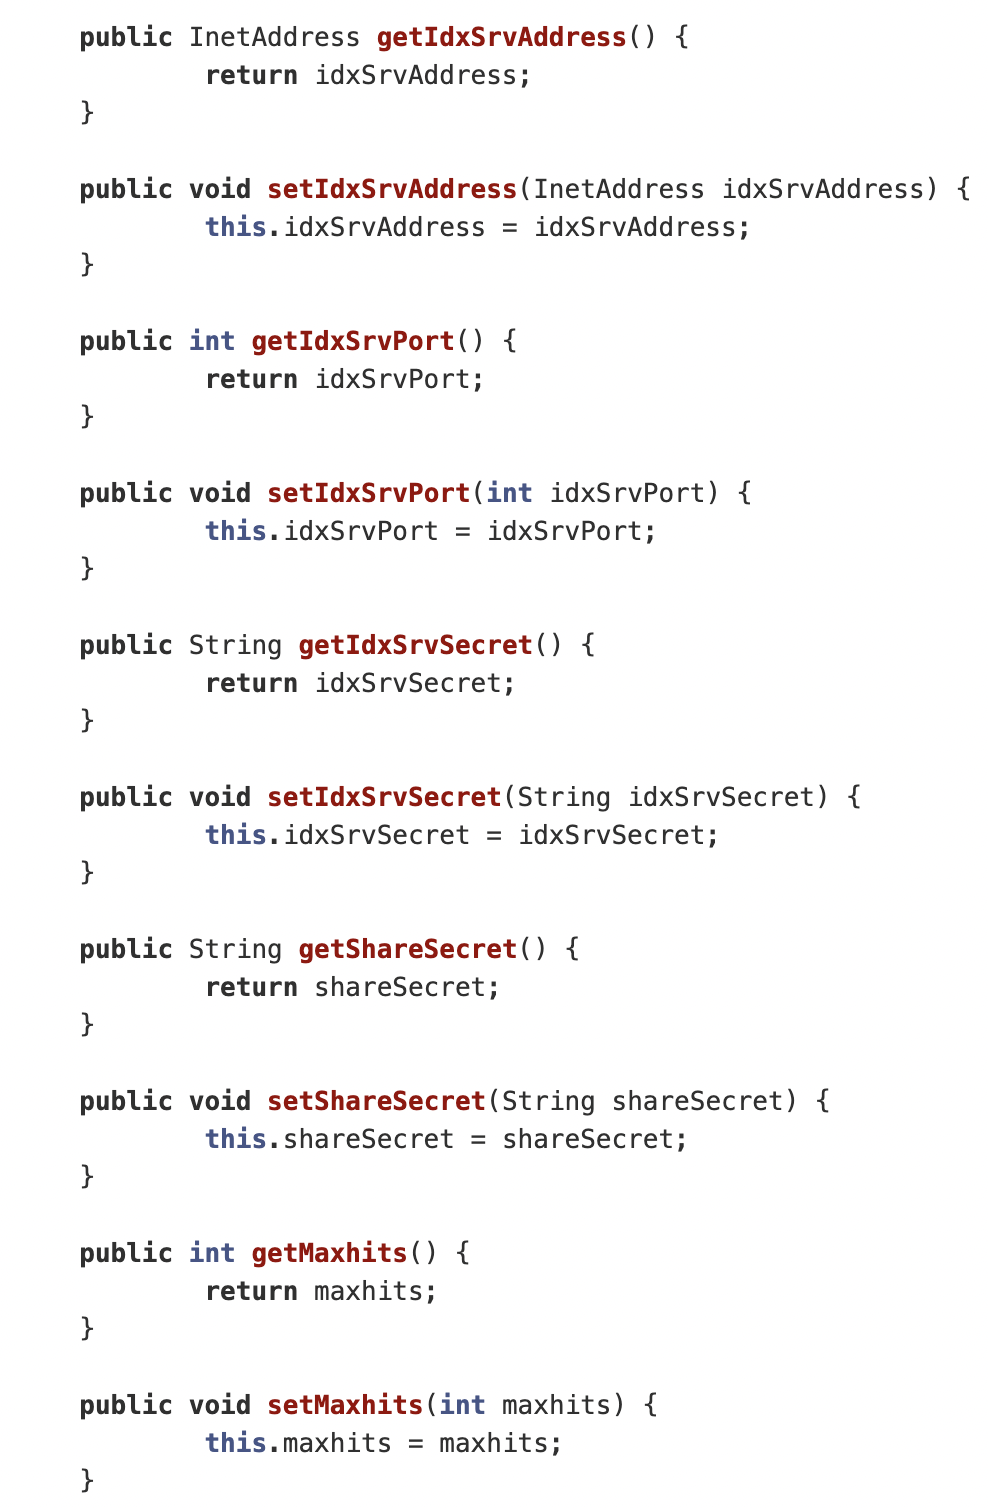 public InetAddress getIdxSrvAddress() {
        return idxSrvAddress;
}

public void setIdxSrvAddress(InetAddress idxSrvAddress) {
        this.idxSrvAddress = idxSrvAddress;
}

public int getIdxSrvPort() {
        return idxSrvPort;
}

public void setIdxSrvPort(int idxSrvPort) {
        this.idxSrvPort = idxSrvPort;
}

public String getIdxSrvSecret() {
        return idxSrvSecret;
}

public void setIdxSrvSecret(String idxSrvSecret) {
        this.idxSrvSecret = idxSrvSecret;
}

public String getShareSecret() {
        return shareSecret;
}

public void setShareSecret(String shareSecret) {
        this.shareSecret = shareSecret;
}

public int getMaxhits() {
        return maxhits;
}

public void setMaxhits(int maxhits) {
        this.maxhits = maxhits;
}